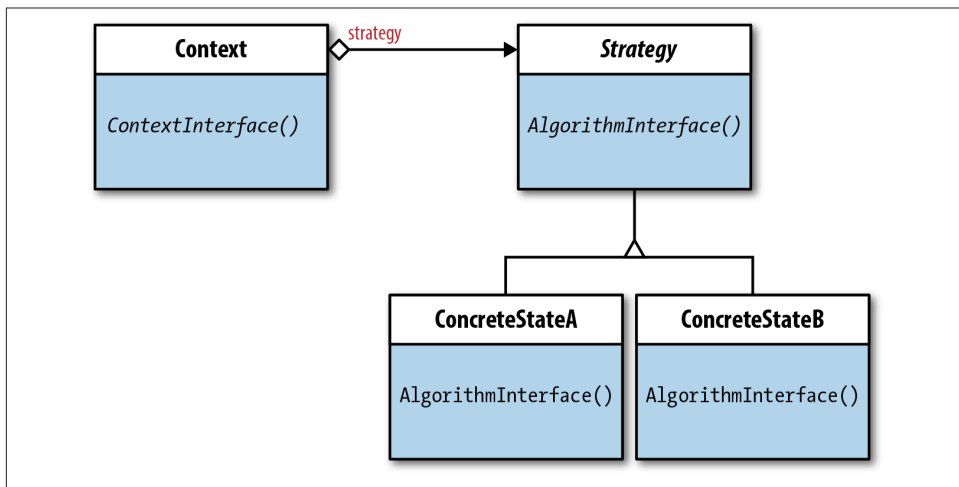 Context
strategy
Strategy
ContextInterface()
AlgorithmInterface()
ConcreteStateA
ConcreteStateB
AlgorithmInterface()
AlgorithmInterface()